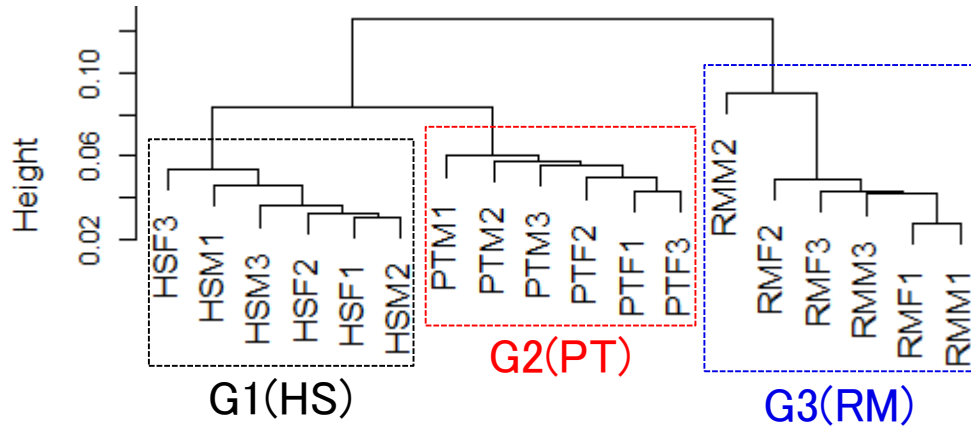 Height
0.02
0.06
0.10
HSF3
HSM1
HSM3
HSF2
HSF1
HSM2
PTM1
PTM2
PTM3
PTF2
PTF1
PTF3
RMM2
RMF2
RMF3
RMM3
RMF1
RMM1
G1(HS)
G2(PT)
G3(RM)